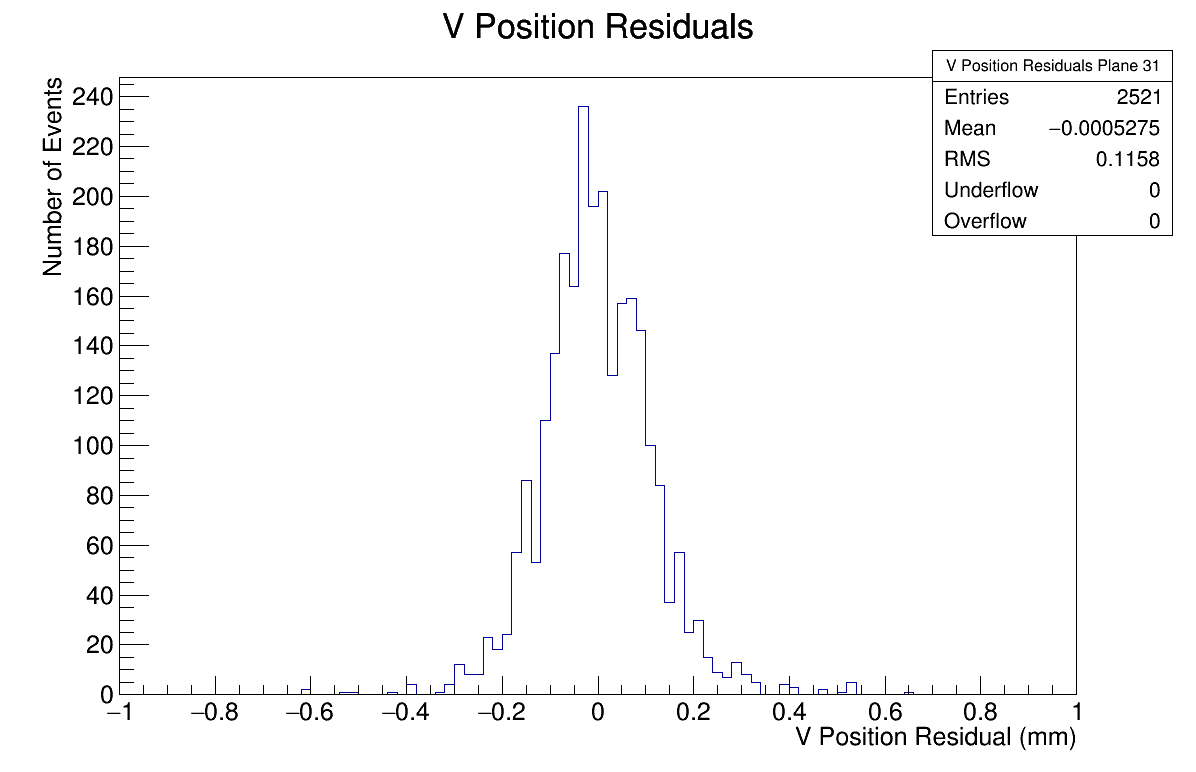 V Position Residuals
V Position Residuals Plane 31
Entries 2521
Mean −0.0005275
RMS 0.1158
Underflow 0
Overflow 0
Number of Events
240
220
200
180
160
140
120
100
80
60
40
20
0
−1 −0.8 −0.6 −0.4 −0.2 0 0.2 0.4 0.6 0.8 1
V Position Residual (mm)